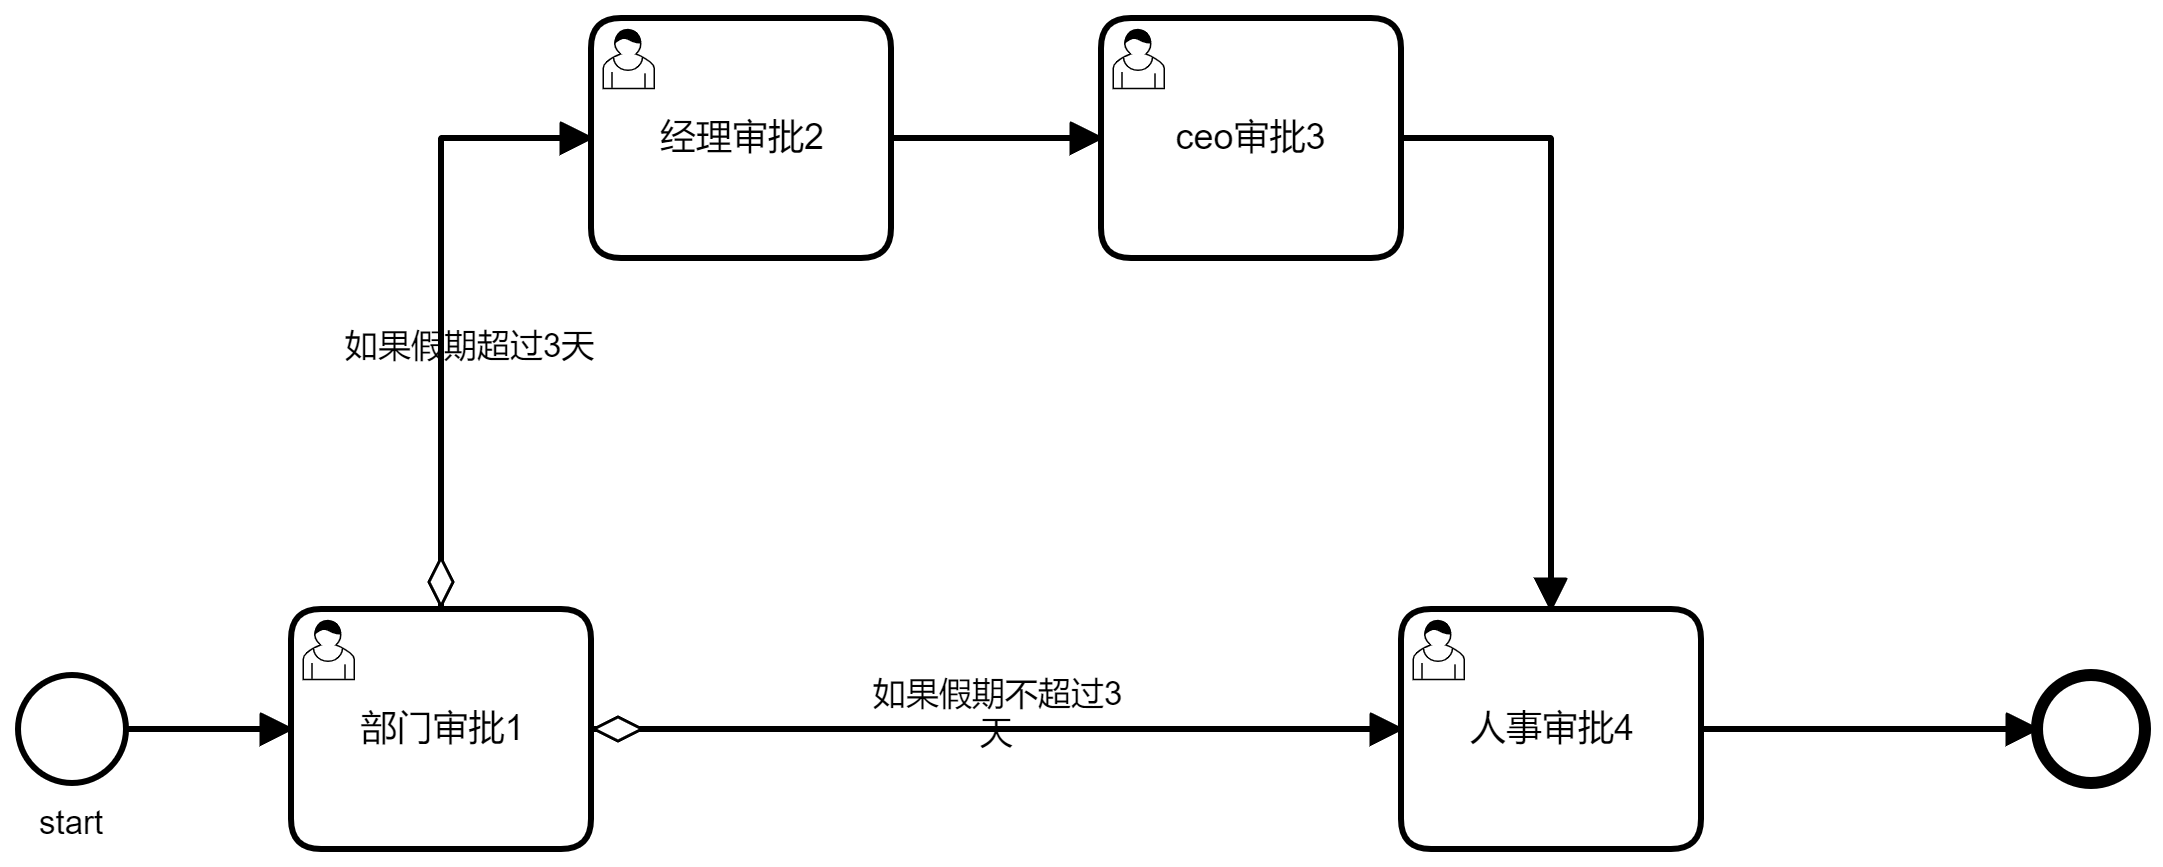 经理审批2
ceo审批3
如果假期超过3天
部门审批1
如果假期不超过3
天
人事审批4
start